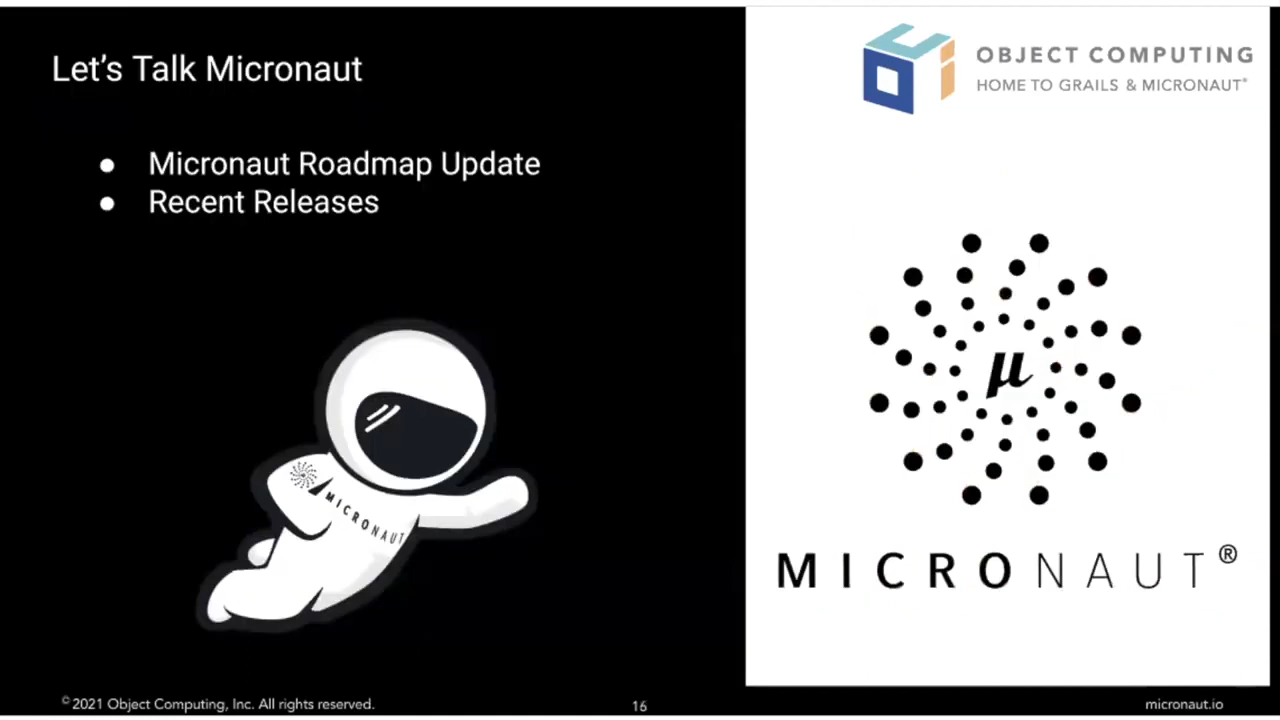 Let's Talk Micronaut
● Micronaut Roadmap Update
● Recent Releases
MICRONAUT
OBJECT COMPUTING
HOME TO GRAILS & MICRONAUT®
μ
MICRONAUT®
© 2021 Object Computing, Inc. All rights reserved.
16
micronaut.io